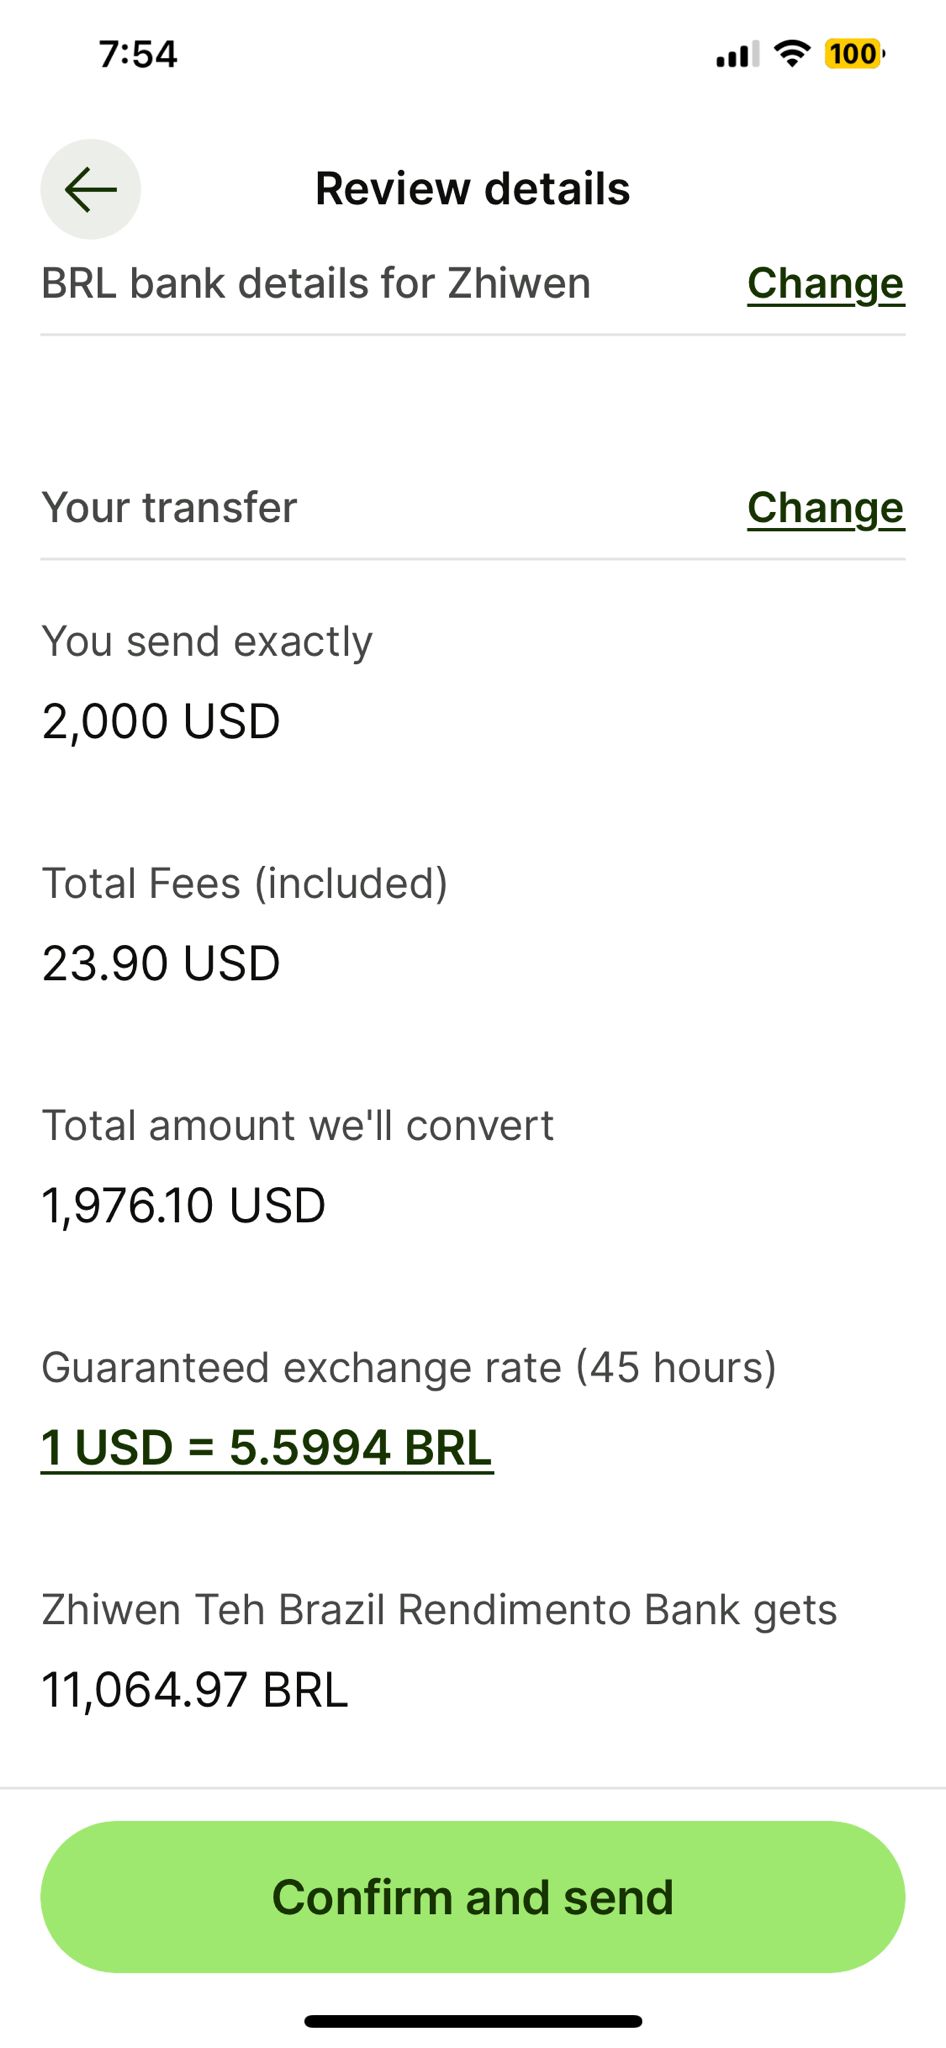 7:54
100
Review details
BRL bank details for Zhiwen Change
Your transfer Change
You send exactly
2,000 USD
Total Fees (included)
23.90 USD
Total amount we'll convert
1,976.10 USD
Guaranteed exchange rate (45 hours)
1 USD = 5.5994 BRL
Zhiwen Teh Brazil Rendimento Bank gets
11,064.97 BRL
Confirm and send